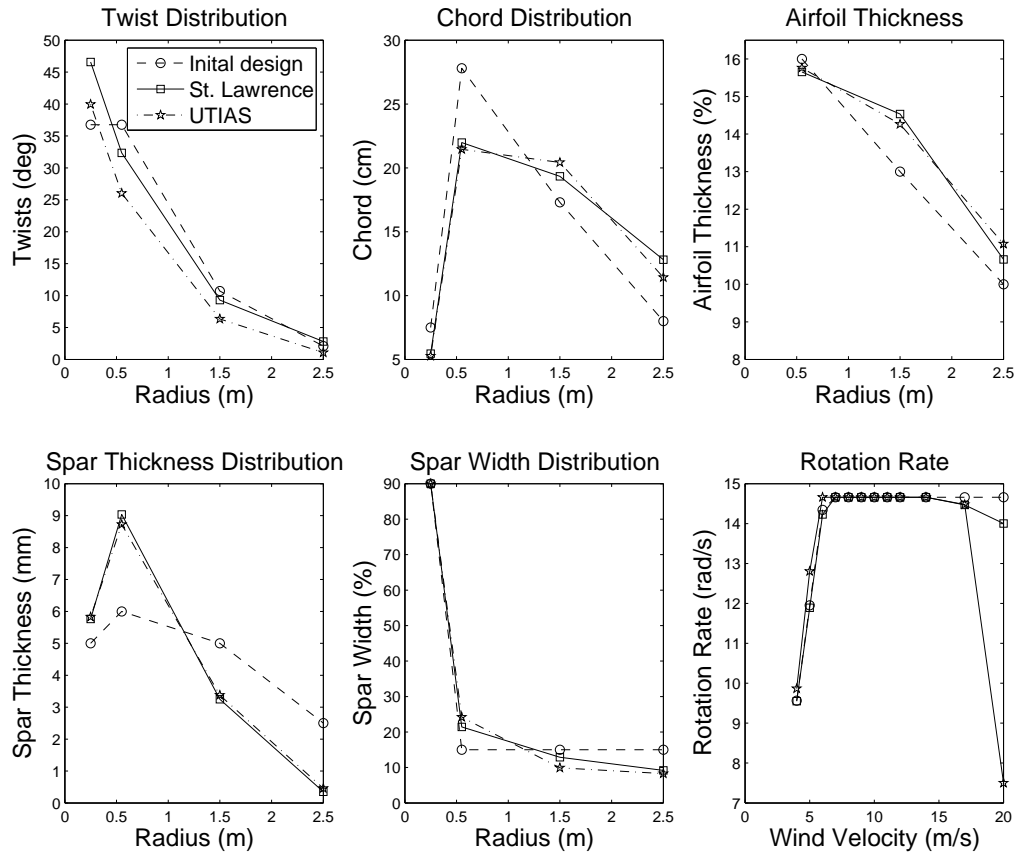 Twist Distribution
50
45
40
35
30
25
20
15
10
5
0
0 0.5 1 1.5 2 2.5
Twists (deg)
Radius (m)
Inital design
St. Lawrence
UTIAS
Chord Distribution
30
25
20
15
10
5
0 0.5 1 1.5 2 2.5
Chord (cm)
Radius (m)
Airfoil Thickness
16
15
14
13
12
11
10
9
8
0 0.5 1 1.5 2 2.5
Airfoil Thickness (%)
Radius (m)
Spar Thickness Distribution
10
9
8
7
6
5
4
3
2
1
0
0 0.5 1 1.5 2 2.5
Spar Thickness (mm)
Radius (m)
Spar Width Distribution
90
80
70
60
50
40
30
20
10
0
0 0.5 1 1.5 2 2.5
Spar Width (%)
Radius (m)
Rotation Rate
15
14
13
12
11
10
9
8
7
0 5 10 15 20
Rotation Rate (rad/s)
Wind Velocity (m/s)